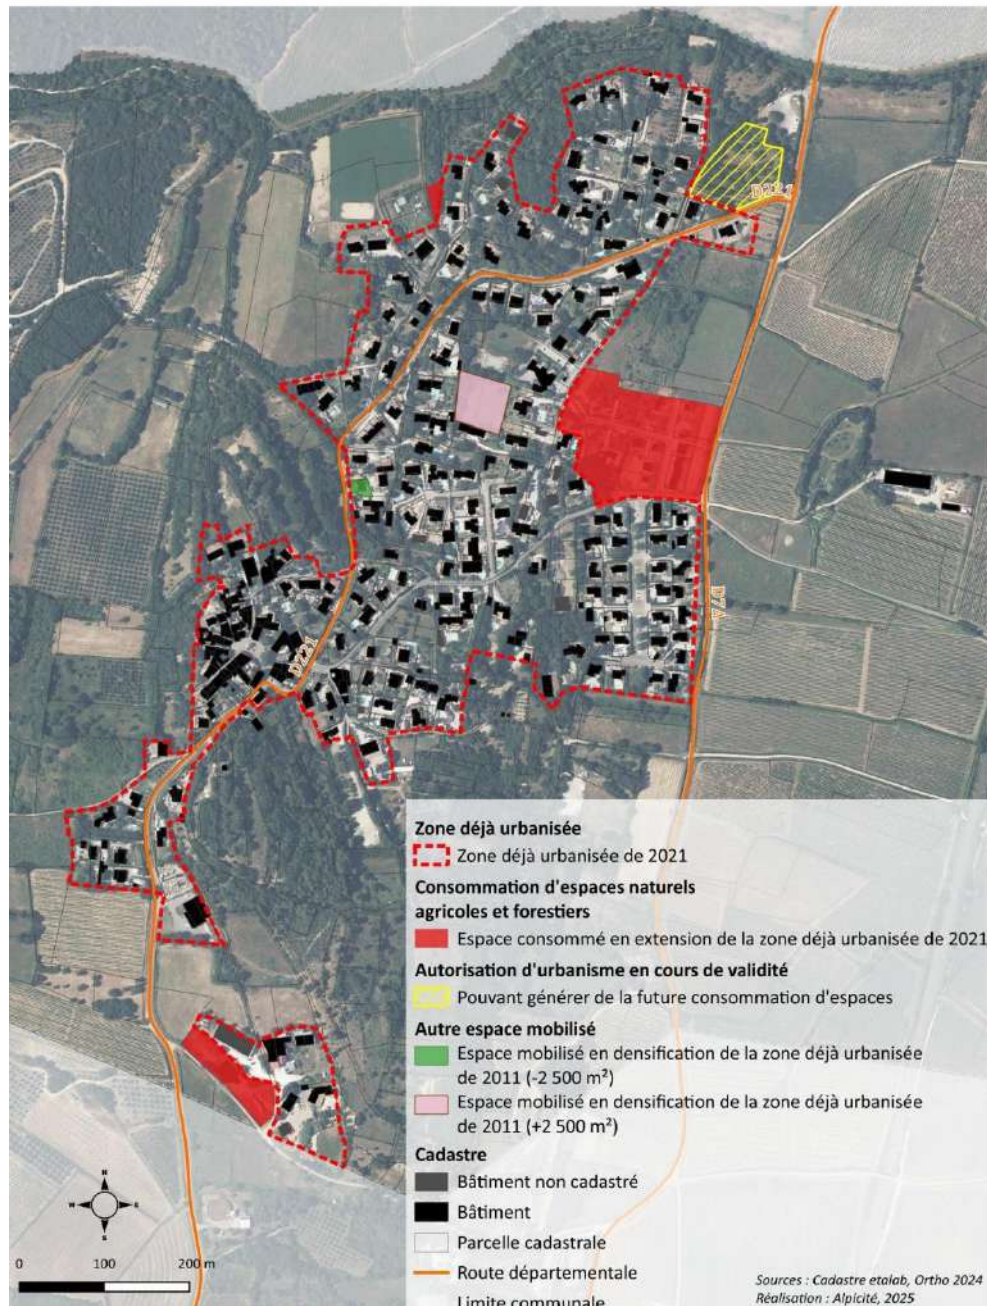 D221
D7A
D221
Zone déjà urbanisée
Zone déjà urbanisée de 2021
Consommation d'espaces naturels
agricoles et forestiers
Espace consommé en extension de la zone déjà urbanisée de 2021
Autorisation d'urbanisme en cours de validité
Pouvant générer de la future consommation d'espaces
Autre espace mobilisé
Espace mobilisé en densification de la zone déjà urbanisée
de 2011 (-2 500 m²)
Espace mobilisé en densification de la zone déjà urbanisée
de 2011 (+2 500 m²)
Cadastre
Bâtiment non cadastré
Bâtiment
Parcelle cadastrale
Route départementale
Limite communale
N
E
S
0 100 200 m
Sources : Cadastre etalab, Ortho 2024
Réalisation : Alpicité, 2025